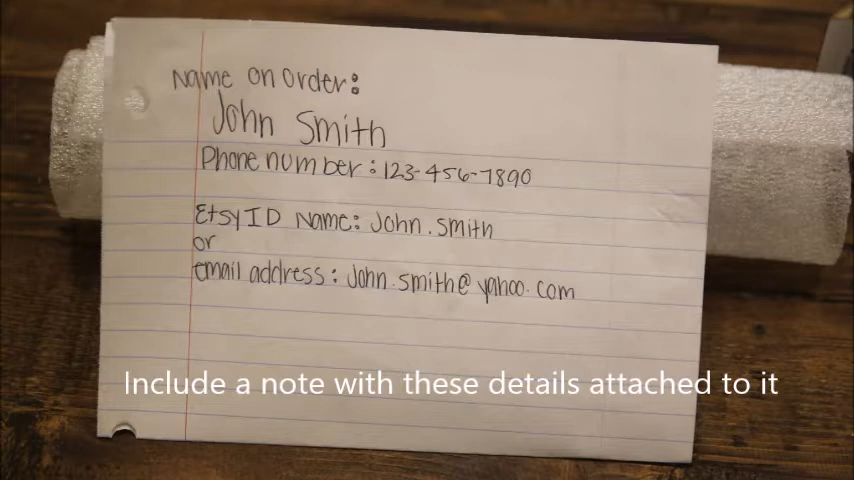 Name on order:
John Smith
Phone number: 123-456-7890
Etsy ID Name: John.smith
or
email address: John.smith@yahoo.com
Include a note with these details attached to it